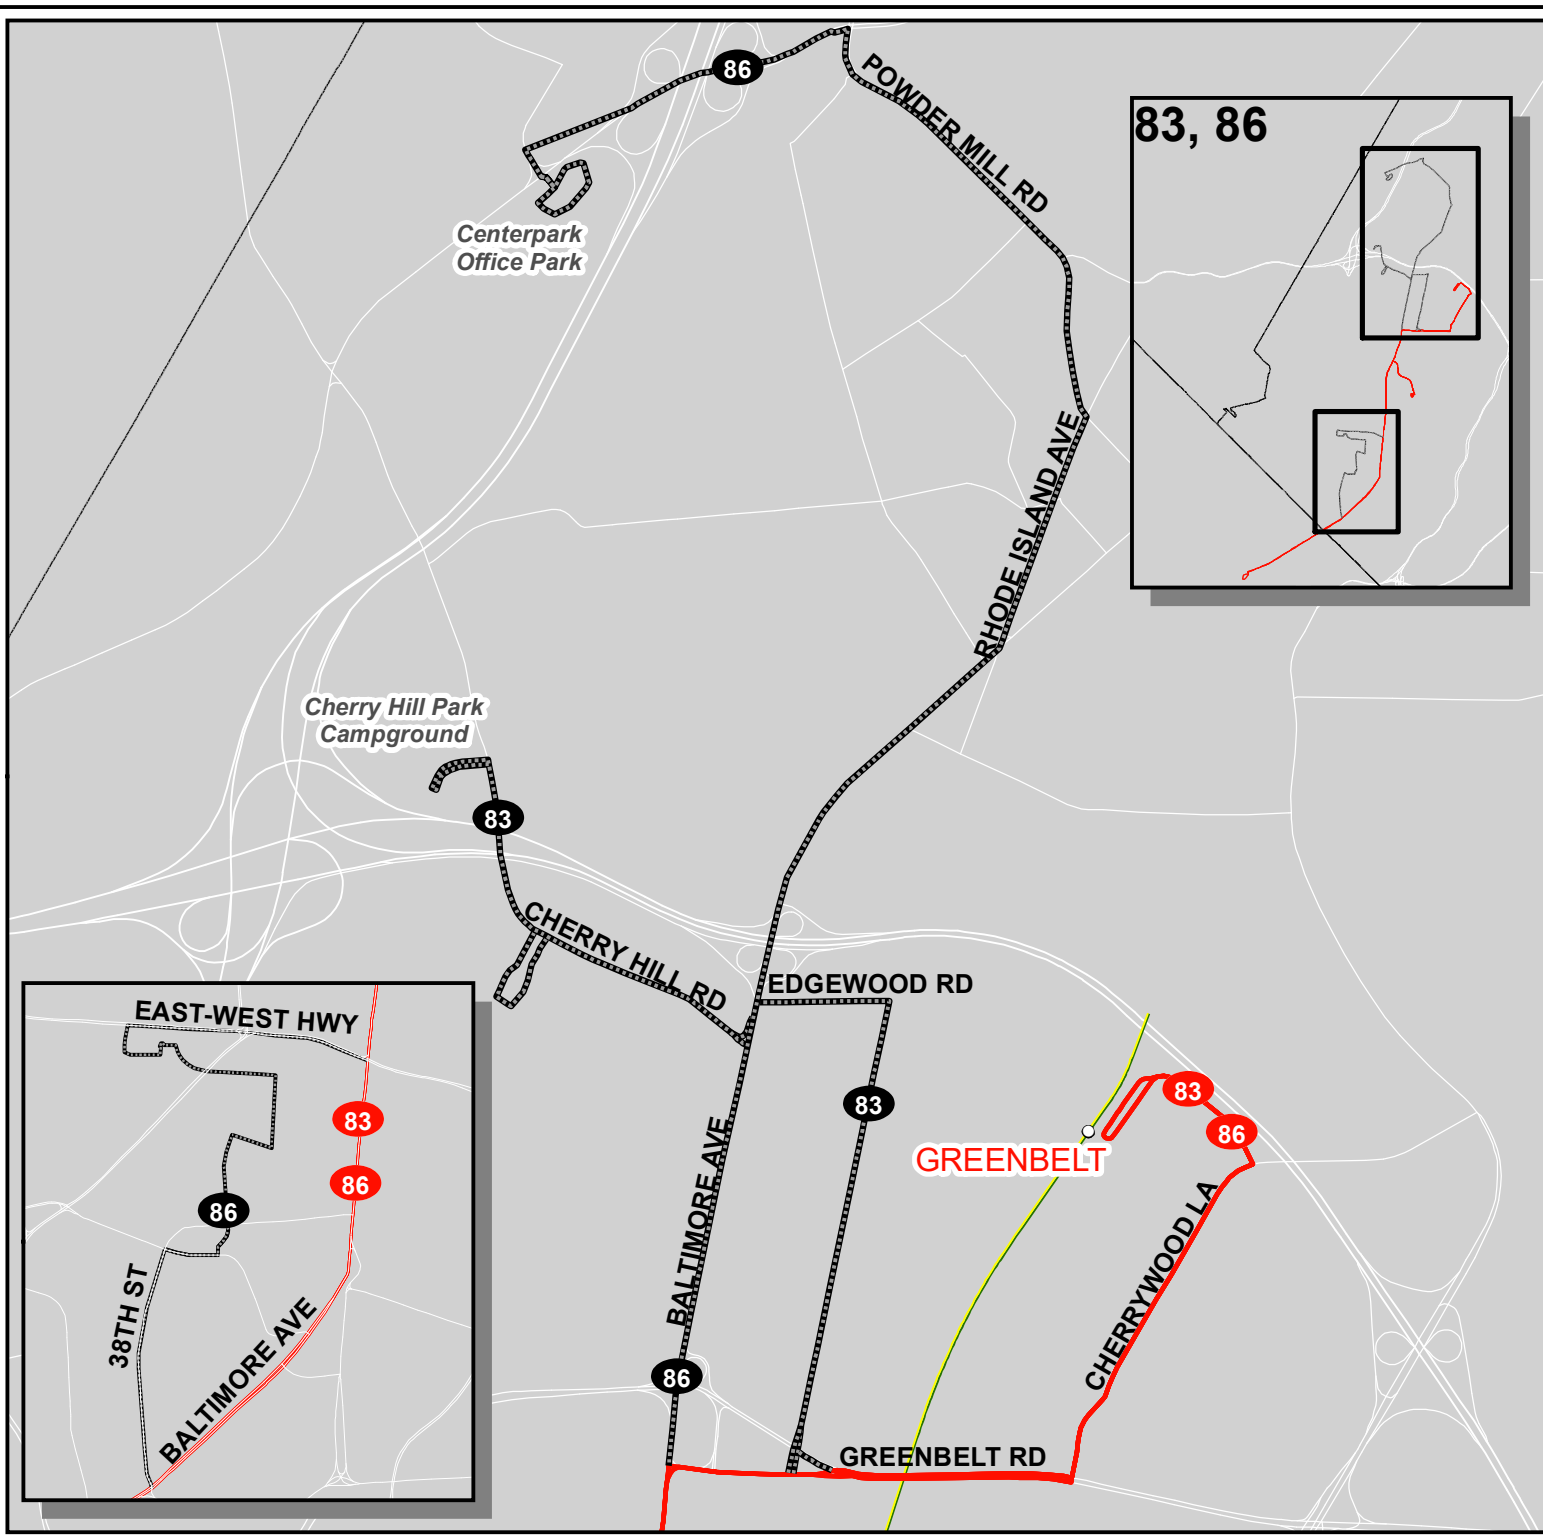 86
POWDER MILL RD
83, 86
Centerpark
Office Park
RHODE ISLAND AVE
Cherry Hill Park
Campground
83
CHERRY HILL RD
EDGEWOOD RD
EAST-WEST HWY
83
86
86
38TH ST
BALTIMORE AVE
83
83
86
GREENBELT
BALTIMORE AVE
CHERRYWOOD LA
86
GREENBELT RD